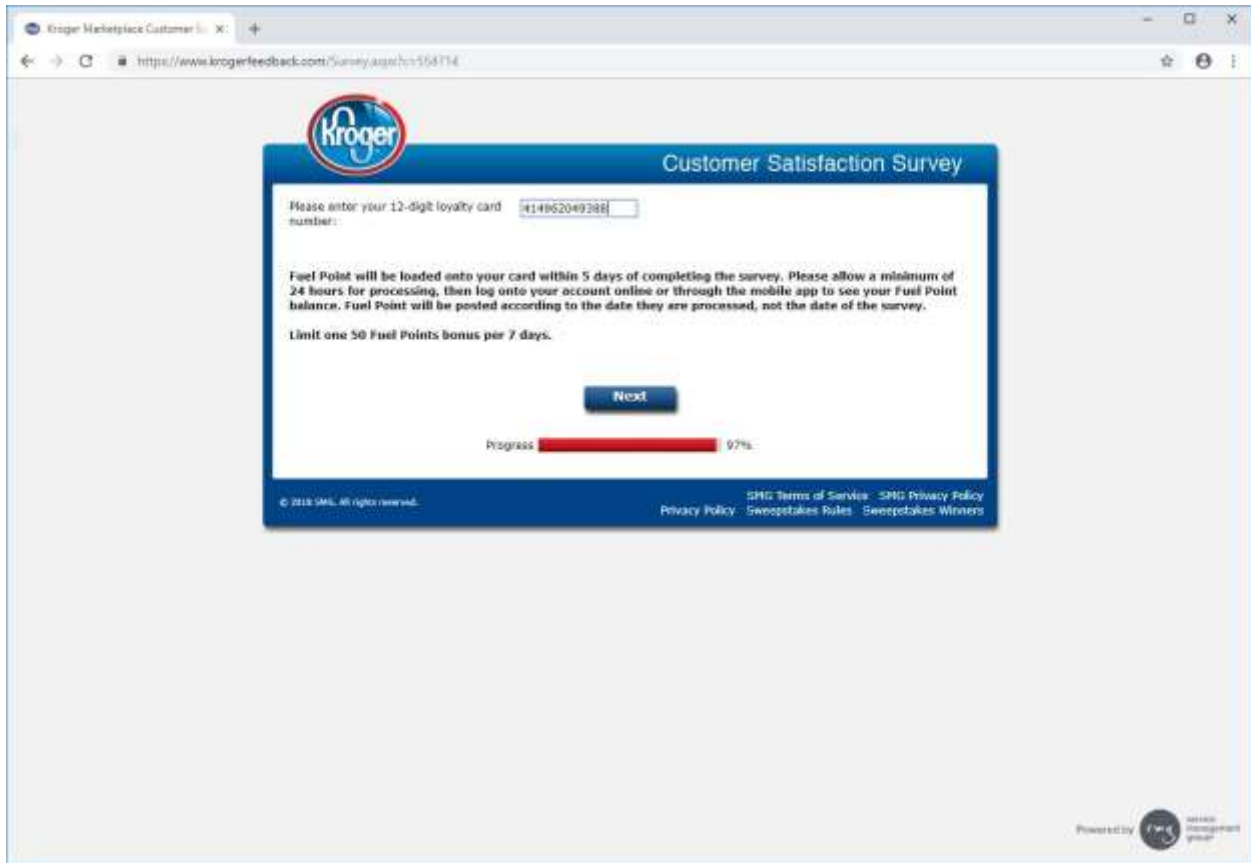 Kroger Marketplace Customer S
https://www.krogerfeedback.com/Survey.aspx?c=554714
Kroger
Customer Satisfaction Survey
Please enter your 12-digit loyalty card
number:
414962049388
Fuel Point will be loaded onto your card within 5 days of completing the survey. Please allow a minimum of
24 hours for processing, then log onto your account online or through the mobile app to see your Fuel Point
balance. Fuel Point will be posted according to the date they are processed, not the date of the survey.
Limit one 50 Fuel Points bonus per 7 days.
Next
Progress 97%
© 2018 SMG. All rights reserved.
SMG Terms of Service SMG Privacy Policy
Privacy Policy Sweepstakes Rules Sweepstakes Winners
Powered by smg service
management
group